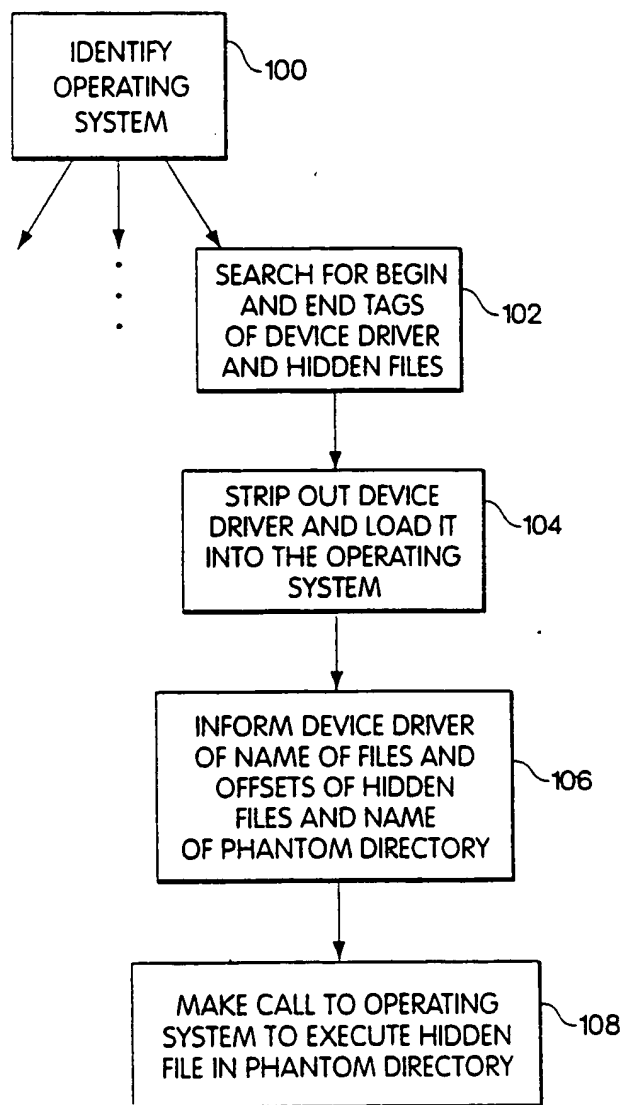 IDENTIFY
OPERATING
SYSTEM
100
SEARCH FOR BEGIN
AND END TAGS
OF DEVICE DRIVER
AND HIDDEN FILES
102
STRIP OUT DEVICE
DRIVER AND LOAD IT
INTO THE OPERATING
SYSTEM
104
INFORM DEVICE DRIVER
OF NAME OF FILES AND
OFFSETS OF HIDDEN
FILES AND NAME
OF PHANTOM DIRECTORY
106
MAKE CALL TO OPERATING
SYSTEM TO EXECUTE HIDDEN
FILE IN PHANTOM DIRECTORY
108